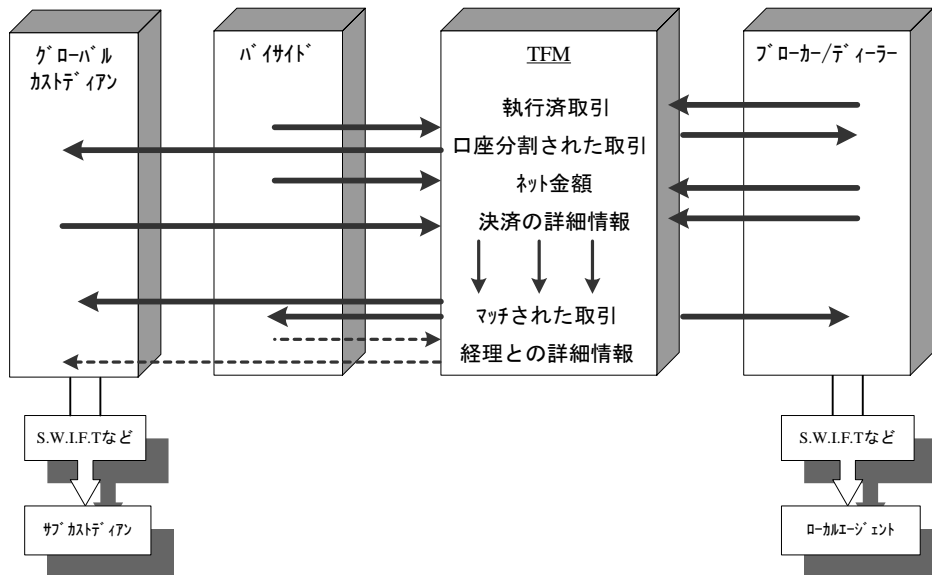 ｸﾞﾛｰﾊﾞﾙ
ｶｽﾄﾃﾞｨｱﾝ
ﾊﾞｲｻｲﾄﾞ
TFM
執行済取引
口座分割された取引
ﾈｯﾄ金額
決済の詳細情報
ﾏｯﾁされた取引
経理との詳細情報
ﾌﾞﾛｰｶｰ/ﾃﾞｨｰﾗｰ
S.W.I.F.Tなど
ｻﾌﾞｶｽﾄﾃﾞｨｱﾝ
S.W.I.F.Tなど
ﾛｰｶﾙｴｰｼﾞｪﾝﾄ